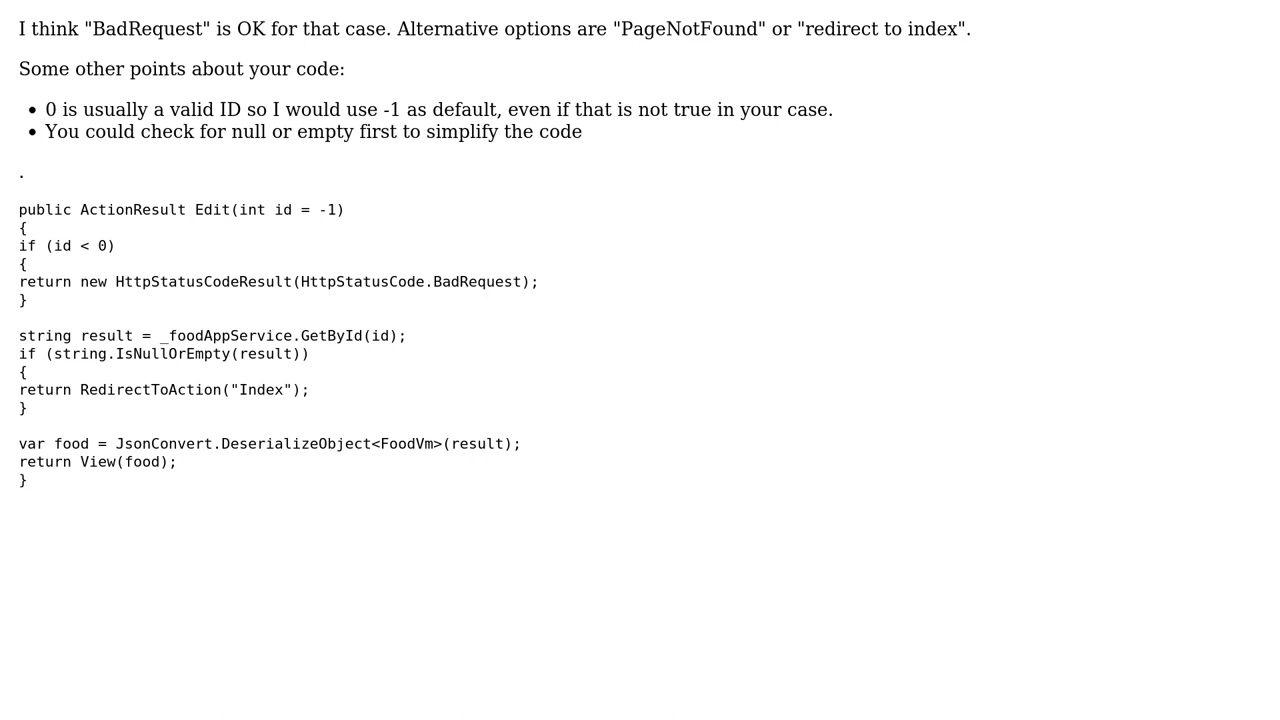 I think "BadRequest" is OK for that case. Alternative options are "PageNotFound" or "redirect to index".
Some other points about your code:
• 0 is usually a valid ID so I would use -1 as default, even if that is not true in your case.
• You could check for null or empty first to simplify the code
.
public ActionResult Edit(int id = -1)
{
if (id < 0)
{
return new HttpStatusCodeResult(HttpStatusCode.BadRequest);
}
string result = _foodAppService.GetById(id);
if (string.IsNullOrEmpty(result))
{
return RedirectToAction("Index");
}
var food = JsonConvert.DeserializeObject<FoodVm>(result);
return View(food);
}